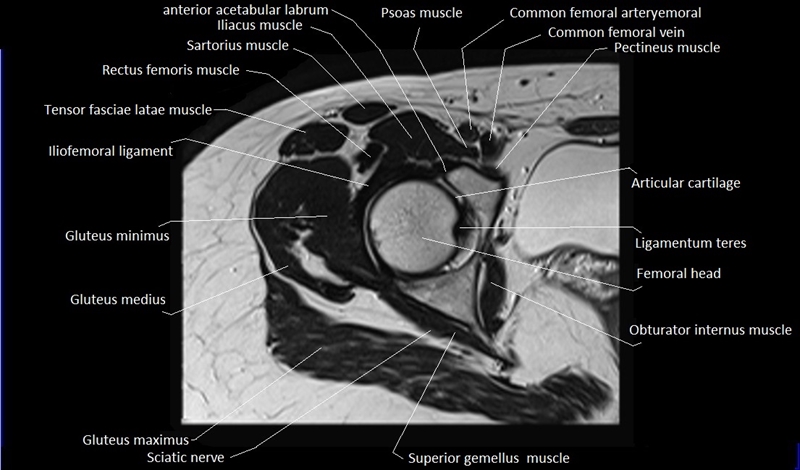 anterior acetabular labrum
Iliacus muscle
Sartorius muscle
Rectus femoris muscle
Tensor fasciae latae muscle
Iliofemoral ligament
Gluteus minimus
Gluteus medius
Gluteus maximus
Sciatic nerve
Psoas muscle
Common femoral arteryemoral
Common femoral vein
Pectineus muscle
Articular cartilage
Ligamentum teres
Femoral head
Obturator internus muscle
Superior gemellus muscle